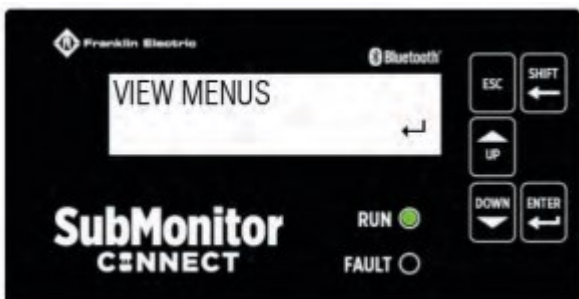 Franklin Electric
Bluetooth
VIEW MENUS
ESC
SHIFT
UP
DOWN
ENTER
SubMonitor
CONNECT
RUN
FAULT